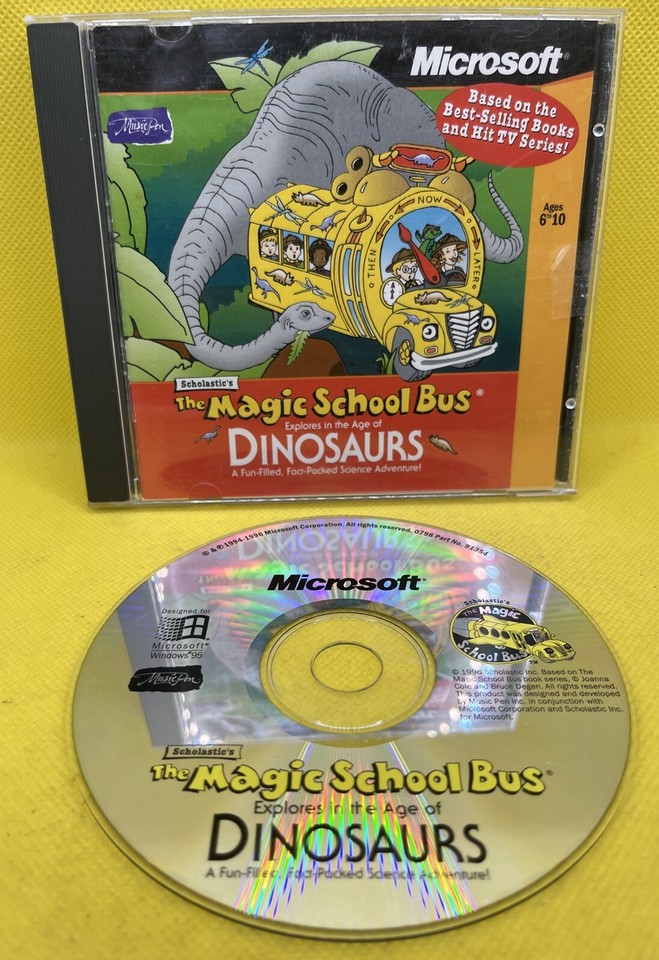 Microsoft®
Music Pen
Based on the
Best-Selling Books
and Hit TV Series!
Ages
6 to 10
NOW
THEN
LATER
Scholastic's
The Magic School Bus®
Explores in the Age of
DINOSAURS
A Fun-Filled, Fact-Packed Science Adventure!
© & ℗ 1994-1996 Microsoft Corporation. All rights reserved. 0796 Part No. 91354
Microsoft®
Designed for
Microsoft®
Windows®95
Music Pen
Scholastic's
The Magic
School Bus™
© 1996 Scholastic Inc. Based on The
Magic School Bus book series, © Joanna
Cole and Bruce Degen. All rights reserved.
This product was designed and developed
by Music Pen Inc. in conjunction with
Microsoft Corporation and Scholastic Inc.
for Microsoft.
Scholastic's
The Magic School Bus®
Explores in the Age of
DINOSAURS
A Fun-Filled, Fact-Packed Science Adventure!